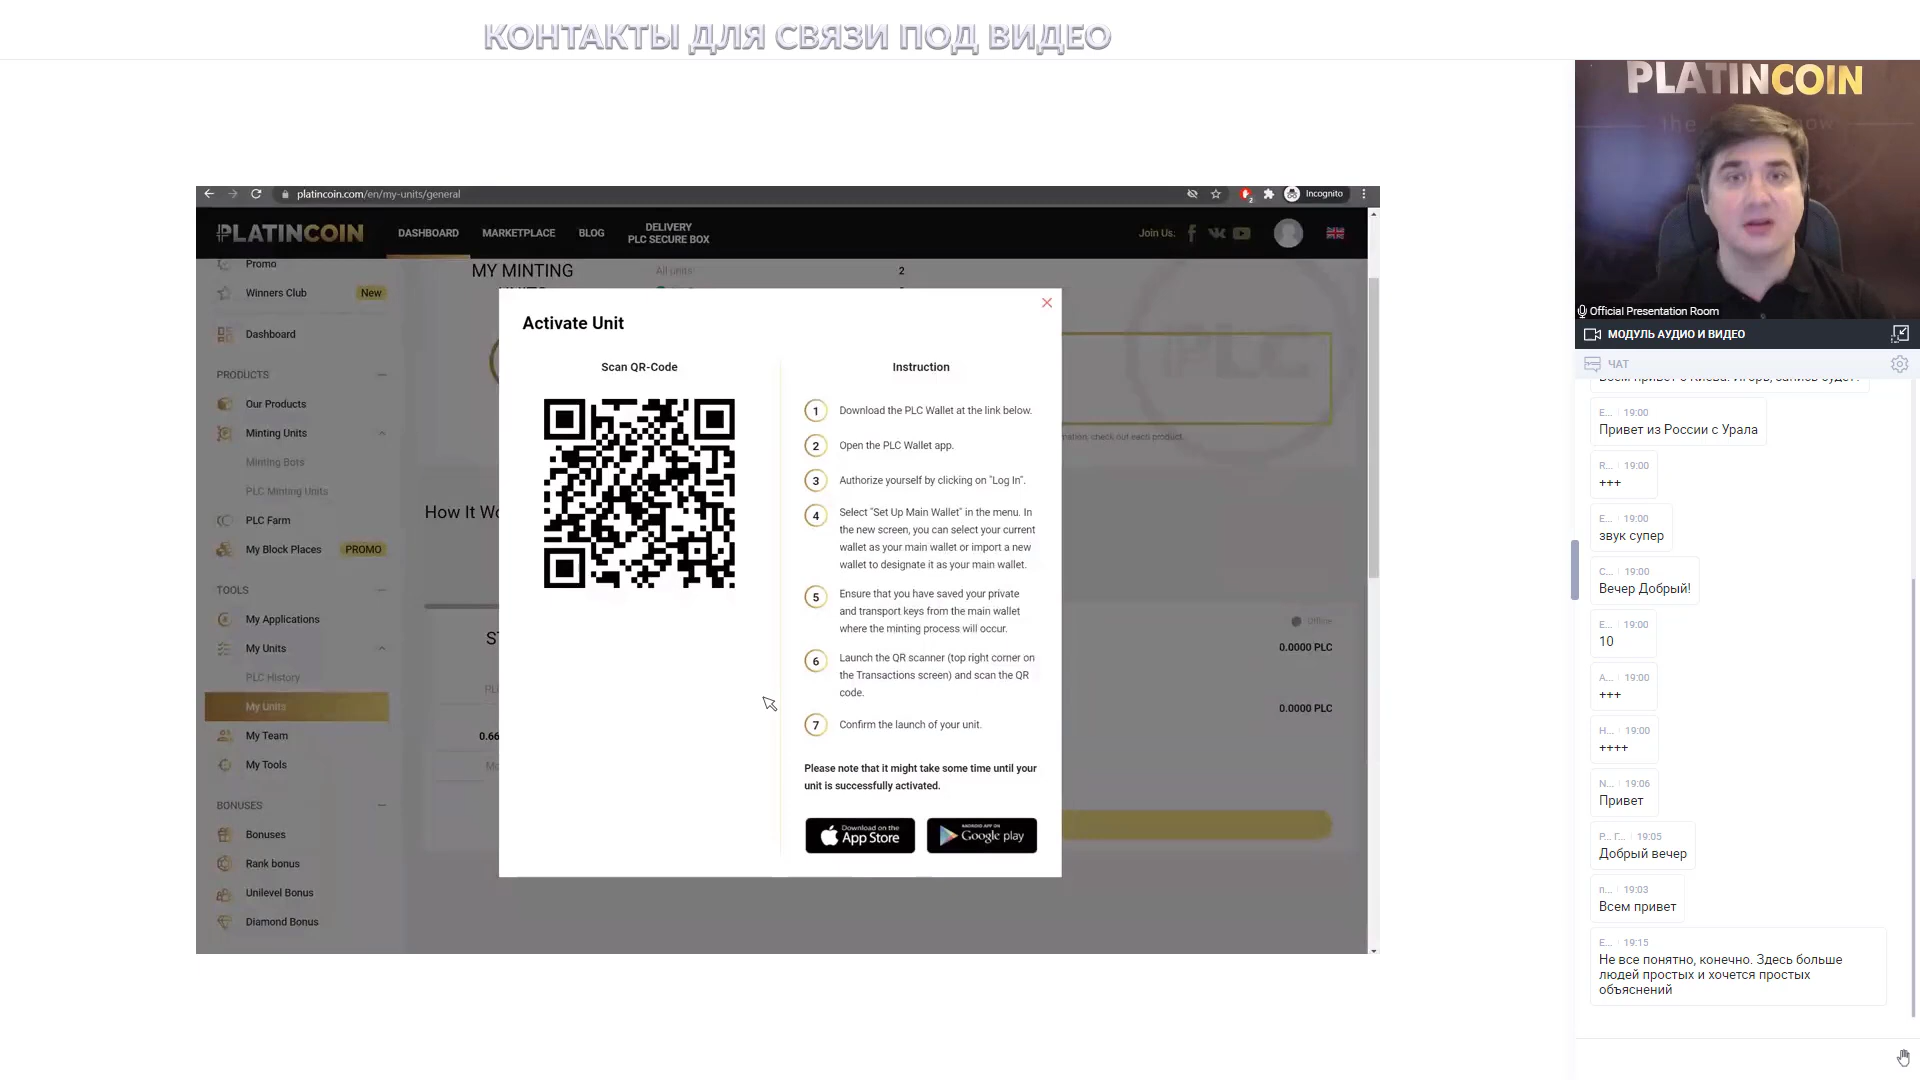 КОНТАКТЫ ДЛЯ СВЯЗИ ПОД ВИДЕО
platincoin.com/en/my-units/general
2
Incognito
PLATINCOIN
DASHBOARD
MARKETPLACE
BLOG
DELIVERY
PLC SECURE BOX
Join Us:
Promo
Winners Club New
Dashboard
PRODUCTS
Our Products
Minting Units
Minting Bots
PLC Minting Units
PLC Farm
My Block Places PROMO
TOOLS
My Applications
My Units
PLC History
My Units
My Team
My Tools
BONUSES
Bonuses
Rank bonus
Unilevel Bonus
Diamond Bonus
MY MINTING
All units
2
PLC
check out each product.
How It
Offline
0.0000 PLC
0.0000 PLC
0.66
Activate Unit
Scan QR-Code
Instruction
1 Download the PLC Wallet at the link below.
2 Open the PLC Wallet app.
3 Authorize yourself by clicking on "Log In".
4 Select "Set Up Main Wallet" in the menu. In
the new screen, you can select your current
wallet as your main wallet or import a new
wallet to designate it as your main wallet.
5 Ensure that you have saved your private
and transport keys from the main wallet
where the minting process will occur.
6 Launch the QR scanner (top right corner on
the Transactions screen) and scan the QR
code.
7 Confirm the launch of your unit.
Please note that it might take some time until your
unit is successfully activated.
Download on the
App Store
ANDROID APP ON
Google play
PLATINCOIN
the
Official Presentation Room
МОДУЛЬ АУДИО И ВИДЕО
ЧАТ
E... 19:00
Привет из России с Урала
R... 19:00
+++
E... 19:00
звук супер
C... 19:00
Вечер Добрый!
E... 19:00
10
A... 19:00
+++
H... 19:00
++++
N... 19:06
Привет
P... Г... 19:05
Добрый вечер
п... 19:03
Всем привет
E... 19:15
Не все понятно, конечно. Здесь больше
людей простых и хочется простых
объяснений